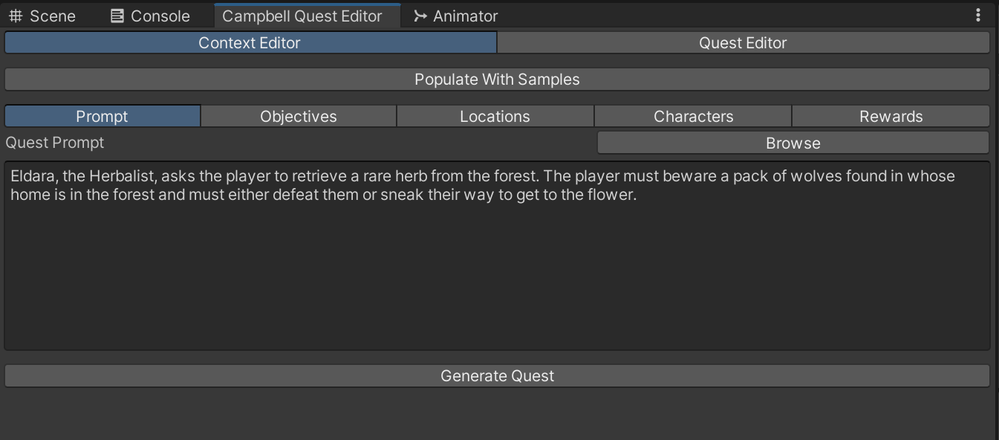 Scene Console Campbell Quest Editor Animator
Context Editor Quest Editor
Populate With Samples
Prompt Objectives Locations Characters Rewards
Quest Prompt Browse
Eldara, the Herbalist, asks the player to retrieve a rare herb from the forest. The player must beware a pack of wolves found in whose
home is in the forest and must either defeat them or sneak their way to get to the flower.
Generate Quest